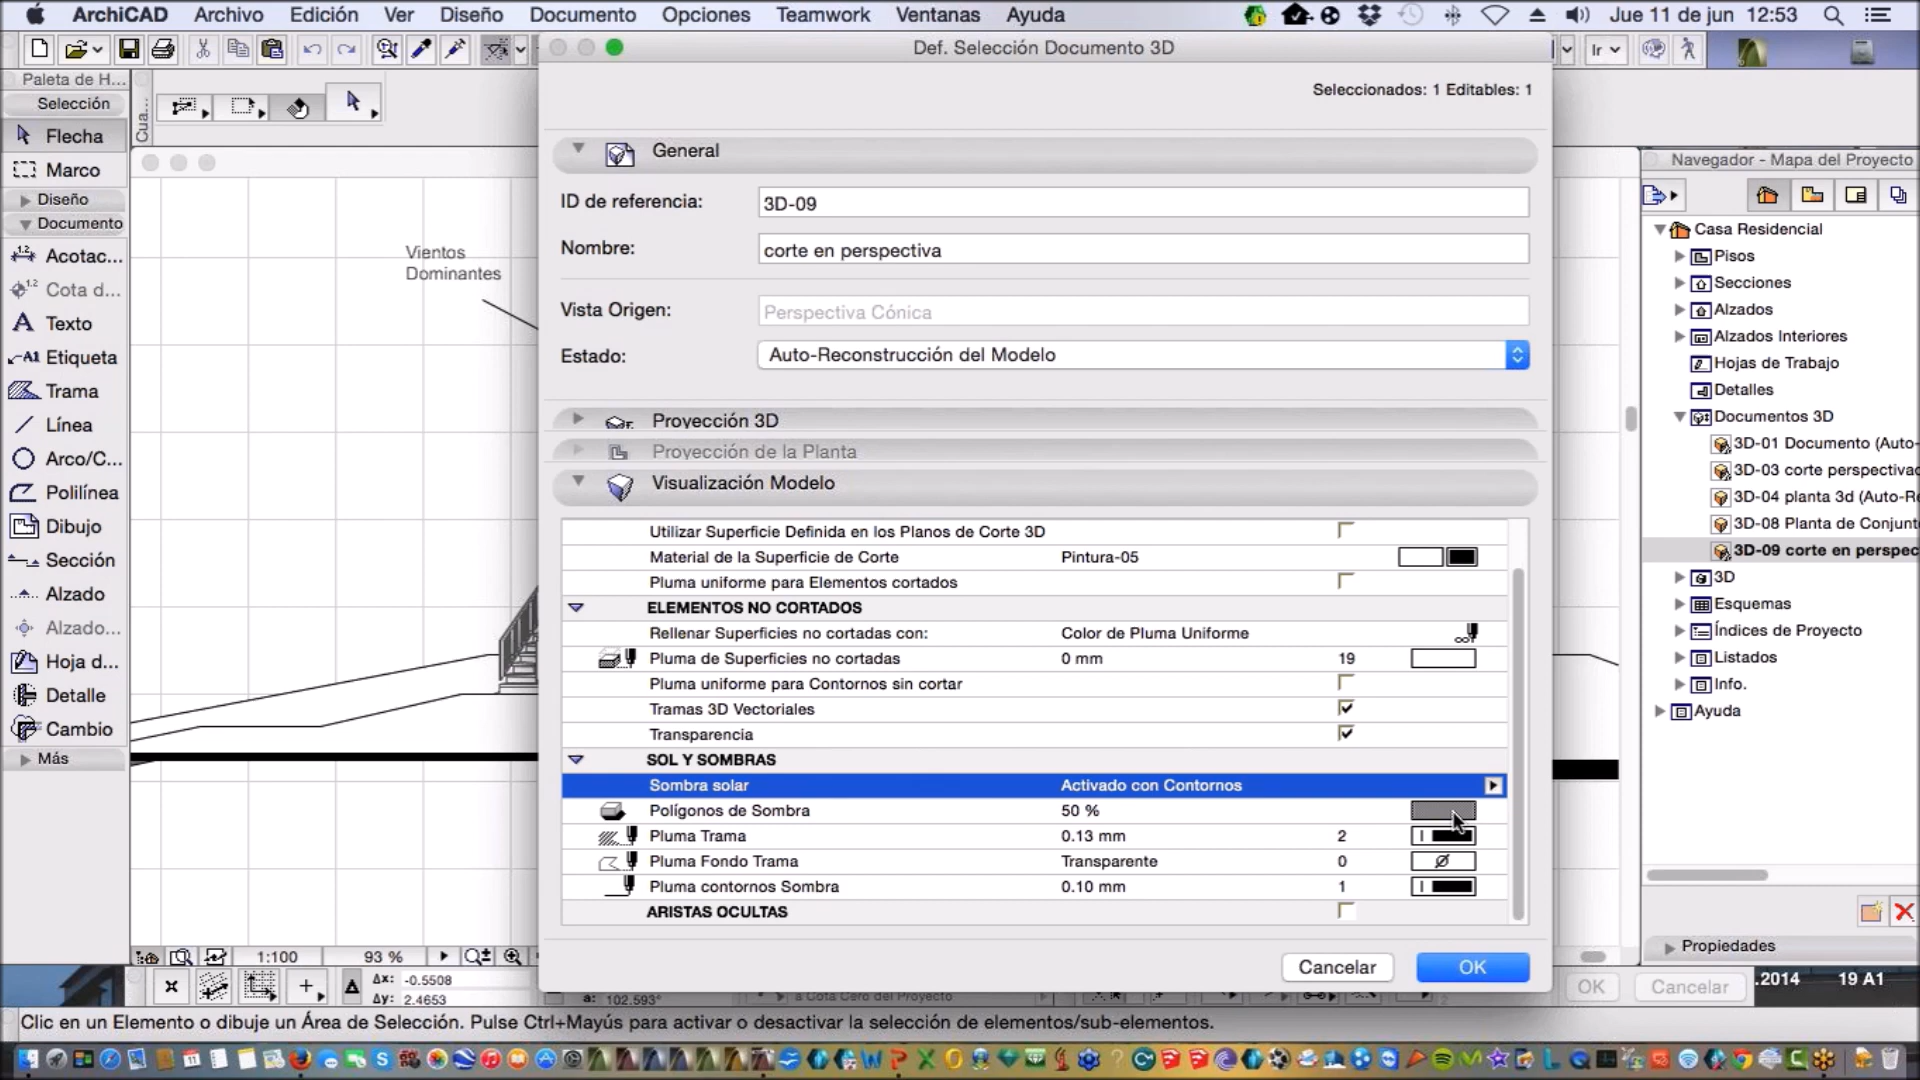 ArchiCAD Archivo Edición Ver Diseño Documento Opciones Teamwork Ventanas Ayuda Jue 11 de jun 12:53
Def. Selección Documento 3D
Ir
Seleccionados: 1 Editables: 1
Paleta de H...
Selección
Flecha
Marco
Diseño
Documento
Acotac...
Cota d...
Texto
Etiqueta
Trama
Línea
Arco/C...
Polilínea
Dibujo
Sección
Alzado
Alzado...
Hoja d...
Detalle
Cambio
Más
Cua...
Vientos
Dominantes
General
ID de referencia: 3D-09
Nombre: corte en perspectiva
Vista Origen: Perspectiva Cónica
Estado: Auto-Reconstrucción del Modelo
Proyección 3D
Proyección de la Planta
Visualización Modelo
Utilizar Superficie Definida en los Planos de Corte 3D
Material de la Superficie de Corte Pintura-05
Pluma uniforme para Elementos cortados
ELEMENTOS NO CORTADOS
Rellenar Superficies no cortadas con: Color de Pluma Uniforme
Pluma de Superficies no cortadas 0 mm 19
Pluma uniforme para Contornos sin cortar
Tramas 3D Vectoriales
Transparencia
SOL Y SOMBRAS
Sombra solar Activado con Contornos
Polígonos de Sombra 50 %
Pluma Trama 0.13 mm 2
Pluma Fondo Trama Transparente 0
Pluma contornos Sombra 0.10 mm 1
ARISTAS OCULTAS
Cancelar OK
Navegador - Mapa del Proyecto
Casa Residencial
Pisos
Secciones
Alzados
Alzados Interiores
Hojas de Trabajo
Detalles
Documentos 3D
3D-01 Documento (Auto-
3D-03 corte perspectiva
3D-04 planta 3d (Auto-Re
3D-08 Planta de Conjunt
3D-09 corte en perspec
3D
Esquemas
Índices de Proyecto
Listados
Info.
Ayuda
Propiedades
1:100 93 %
Δx: -0.5508
Δy: 2.4653
a: 102.593°
a Cota Cero del Proyecto
OK Cancelar .2014 19 A1
Clic en un Elemento o dibuje un Área de Selección. Pulse Ctrl+Mayús para activar o desactivar la selección de elementos/sub-elementos.